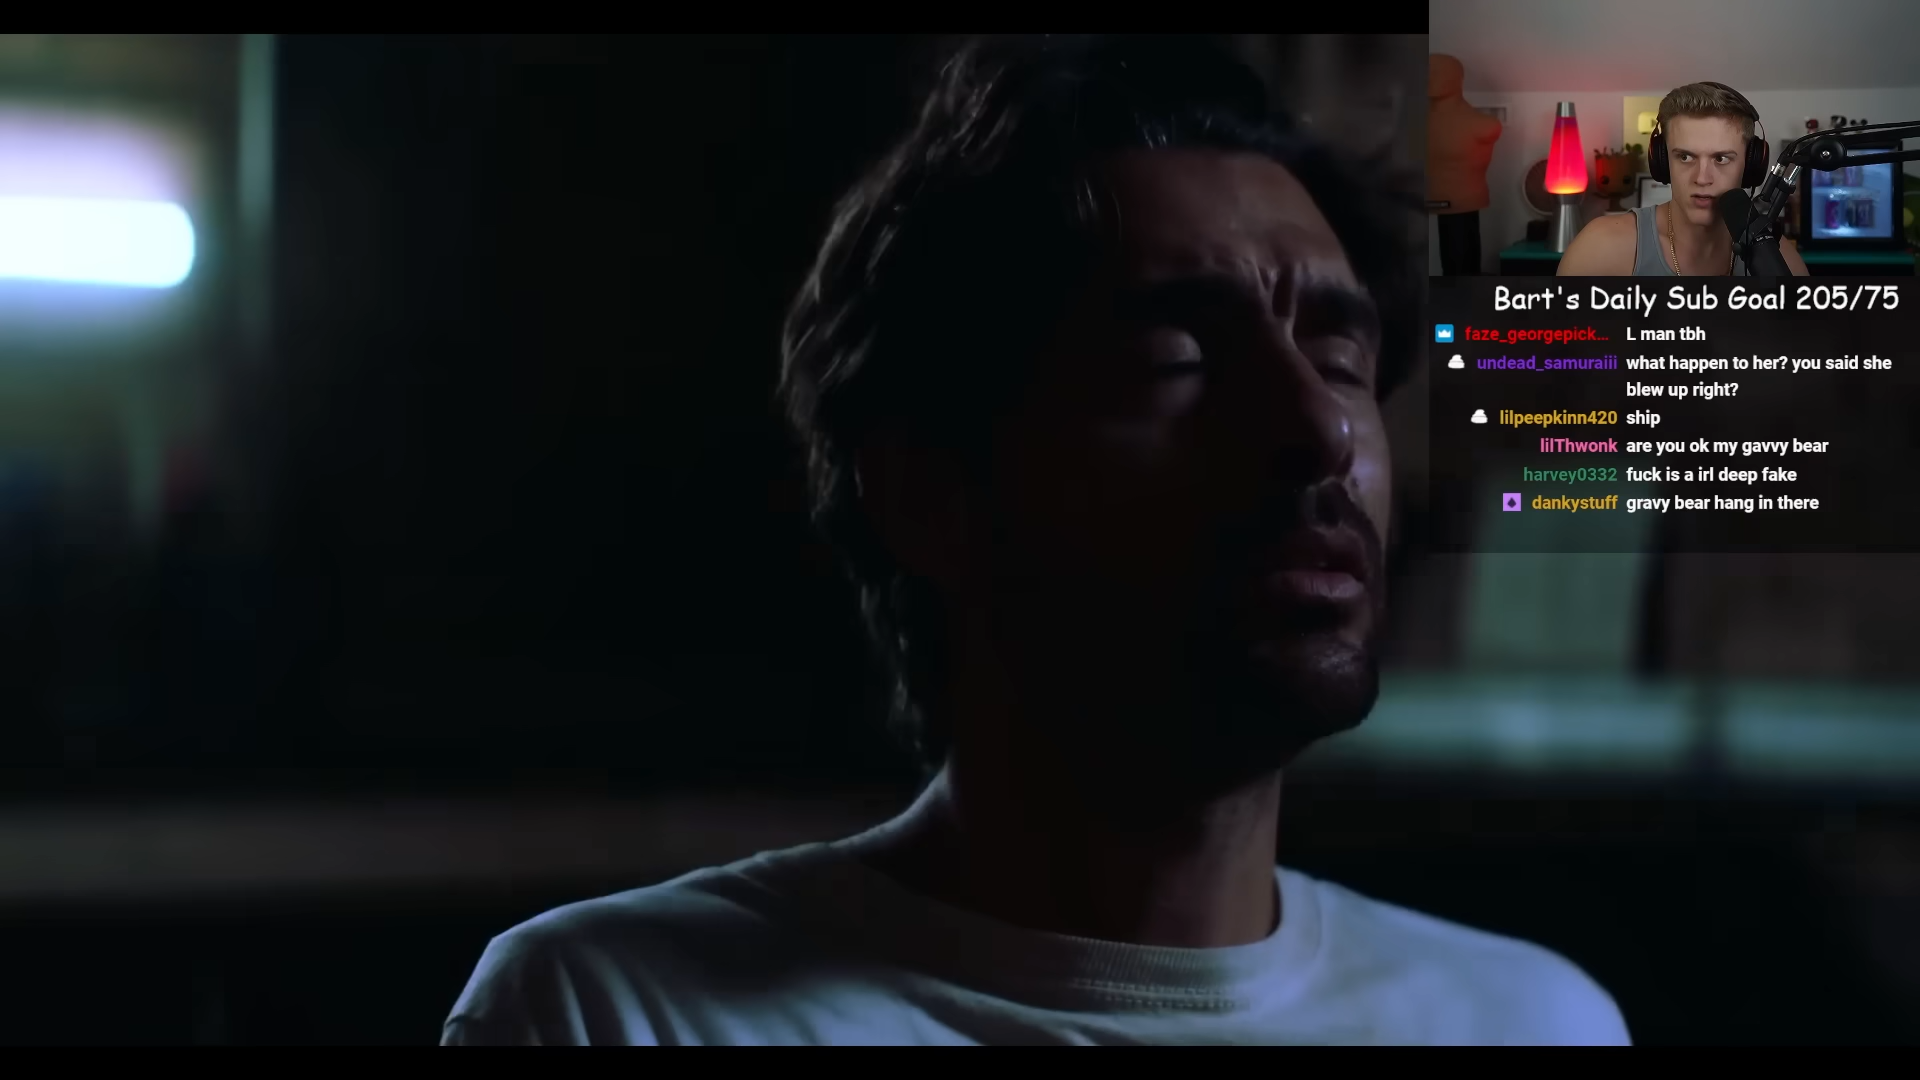 Bart's Daily Sub Goal 205/75
faze_georgepick... L man tbh
undead_samuraiii what happen to her? you said she
blew up right?
lilpeepkinn420 ship
lilThwonk are you ok my gavvy bear
harvey0332 fuck is a irl deep fake
dankystuff gravy bear hang in there